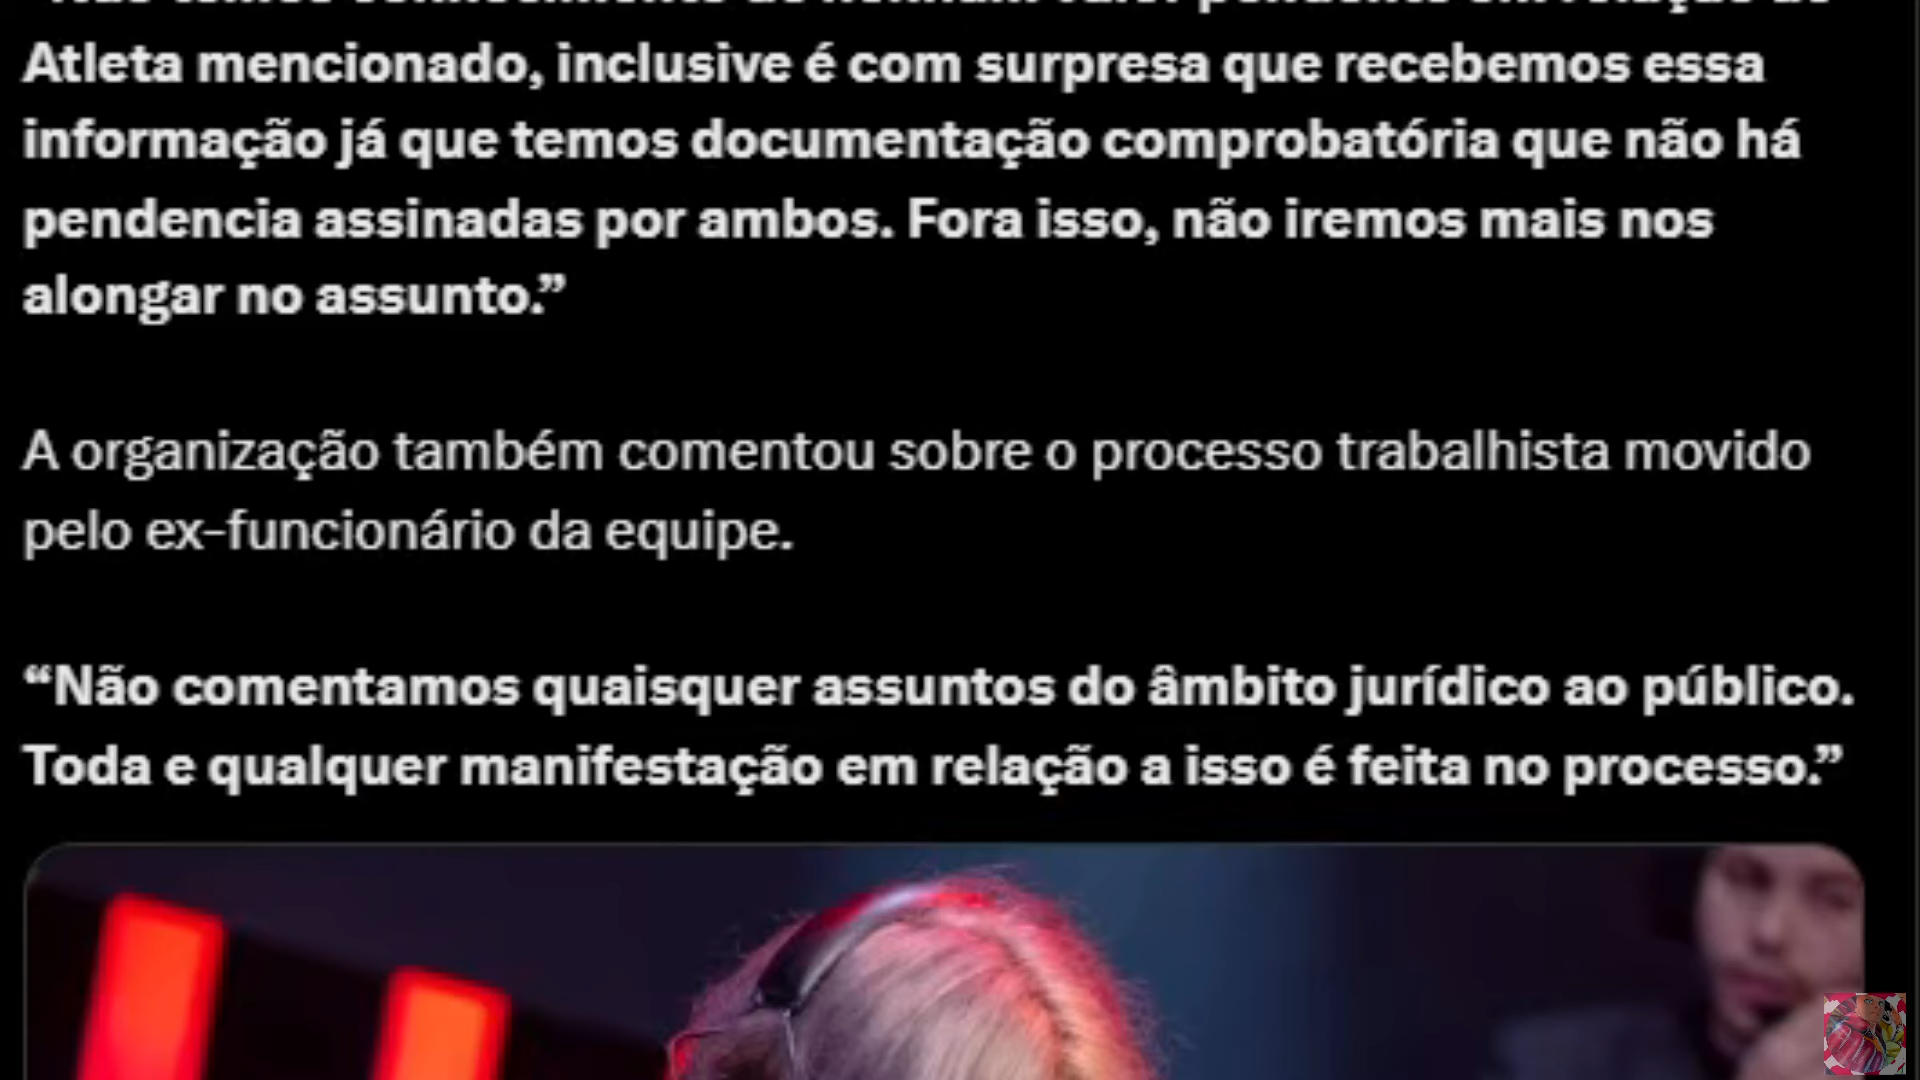 Atleta mencionado, inclusive é com surpresa que recebemos essa
informação já que temos documentação comprobatória que não há
pendencia assinadas por ambos. Fora isso, não iremos mais nos
alongar no assunto.”
A organização também comentou sobre o processo trabalhista movido
pelo ex-funcionário da equipe.
“Não comentamos quaisquer assuntos do âmbito jurídico ao público.
Toda e qualquer manifestação em relação a isso é feita no processo.”